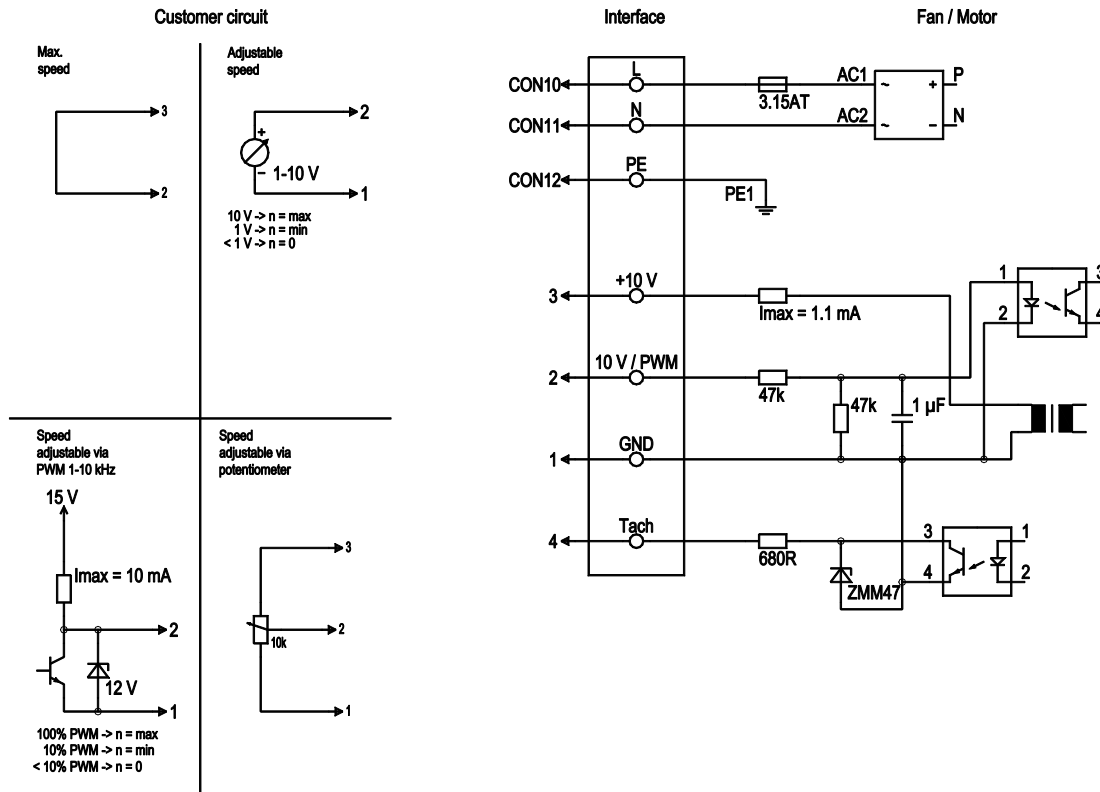 Customer circuit
Max.
speed
3
2
Adjustable
speed
2
+
− 1-10 V
1
10 V -> n = max
1 V -> n = min
< 1 V -> n = 0
Speed
adjustable via
PWM 1-10 kHz
15 V
Imax = 10 mA
2
12 V
1
100% PWM -> n = max
10% PWM -> n = min
< 10% PWM -> n = 0
Speed
adjustable via
potentiometer
3
2
10k
1
Interface
Fan / Motor
L
CON10
3.15AT
AC1
~ +
P
N
CON11
AC2
~ −
N
PE
CON12
PE1
+10 V
3
Imax = 1.1 mA
1
2
3
4
10 V / PWM
2
47k
47k
1 µF
GND
1
Tach
4
680R
ZMM47
3
4
1
2